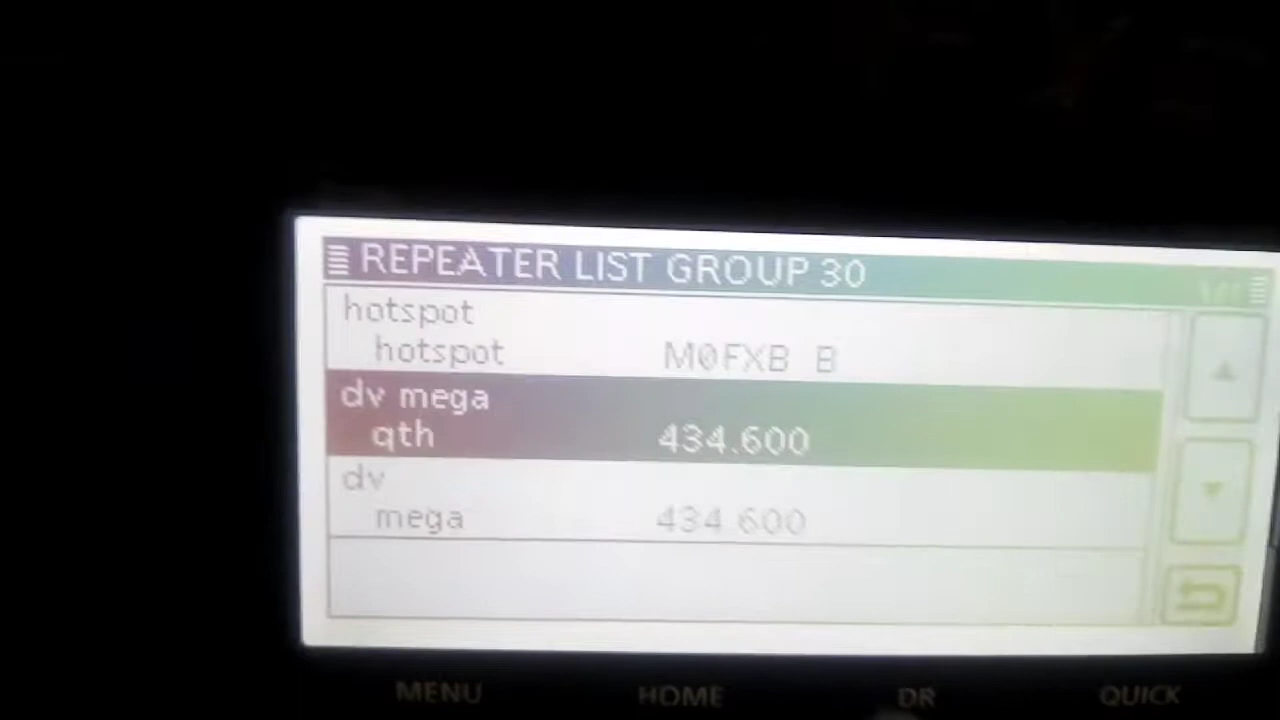 REPEATER LIST GROUP 30
hotspot
hotspot M0FXB B
dv mega
qth 434.600
dv
mega 434.600
MENU HOME DR QUICK